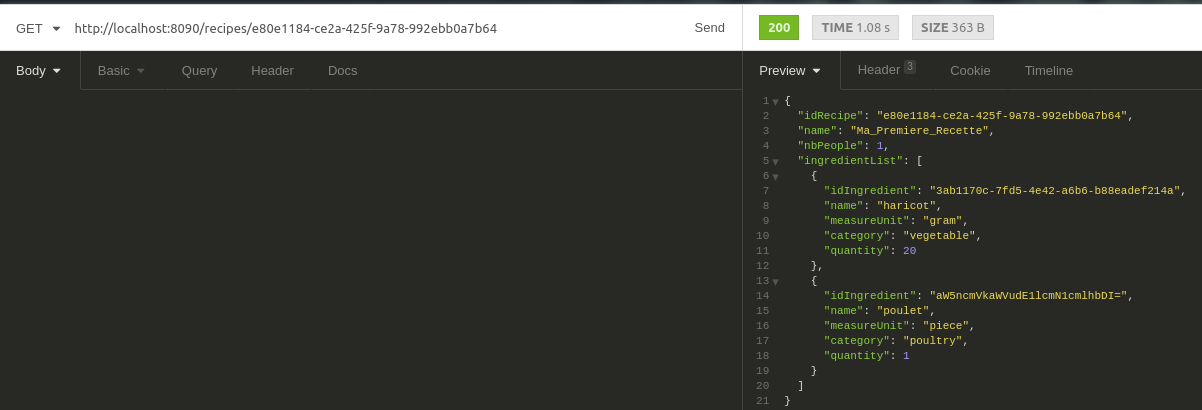 GET http://localhost:8090/recipes/e80e1184-ce2a-425f-9a78-992ebb0a7b64 Send
200 TIME 1.08 s SIZE 363 B
Body Basic Query Header Docs
Preview Header 3 Cookie Timeline
1 {
2 "idRecipe": "e80e1184-ce2a-425f-9a78-992ebb0a7b64",
3 "name": "Ma_Premiere_Recette",
4 "nbPeople": 1,
5 "ingredientList": [
6 {
7 "idIngredient": "3ab1170c-7fd5-4e42-a6b6-b88eadef214a",
8 "name": "haricot",
9 "measureUnit": "gram",
10 "category": "vegetable",
11 "quantity": 20
12 },
13 {
14 "idIngredient": "aW5ncmVkaWVudE1lcmN1cmlhbDI=",
15 "name": "poulet",
16 "measureUnit": "piece",
17 "category": "poultry",
18 "quantity": 1
19 }
20 ]
21 }